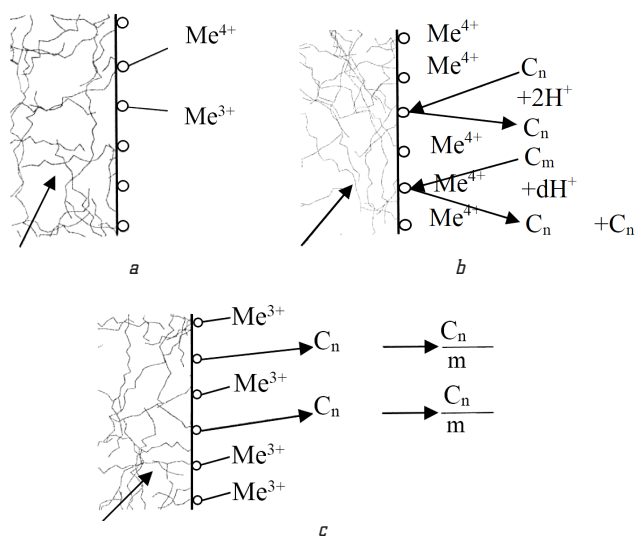 Me⁴⁺
Me³⁺
a
Me⁴⁺
Me⁴⁺
Cₙ
+2H⁺
Cₙ
Me⁴⁺
Cₘ
Me⁴⁺
+dH⁺
Me⁴⁺
Cₙ +Cₙ
b
Me³⁺
Cₙ
Cₙ
m
Me³⁺
Cₙ
Cₙ
m
Me³⁺
Me³⁺
c